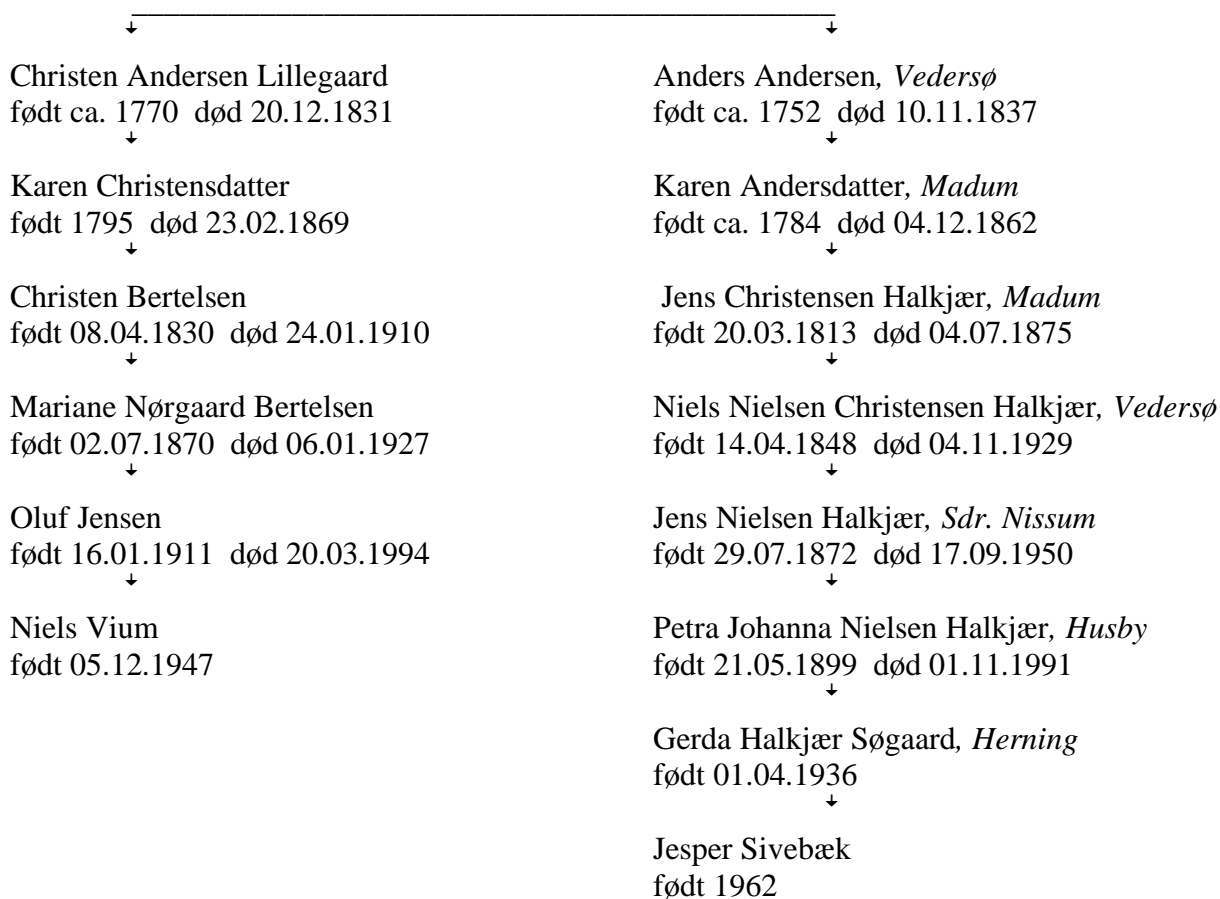 Christen Andersen Lillegaard
født ca. 1770 død 20.12.1831
Karen Christensdatter
født 1795 død 23.02.1869
Christen Bertelsen
født 08.04.1830 død 24.01.1910
Mariane Nørgaard Bertelsen
født 02.07.1870 død 06.01.1927
Oluf Jensen
født 16.01.1911 død 20.03.1994
Niels Vium
født 05.12.1947
Anders Andersen, Vedersø
født ca. 1752 død 10.11.1837
Karen Andersdatter, Madum
født ca. 1784 død 04.12.1862
Jens Christensen Halkjær, Madum
født 20.03.1813 død 04.07.1875
Niels Nielsen Christensen Halkjær, Vedersø
født 14.04.1848 død 04.11.1929
Jens Nielsen Halkjær, Sdr. Nissum
født 29.07.1872 død 17.09.1950
Petra Johanna Nielsen Halkjær, Husby
født 21.05.1899 død 01.11.1991
Gerda Halkjær Søgaard, Herning
født 01.04.1936
Jesper Sivebæk
født 1962